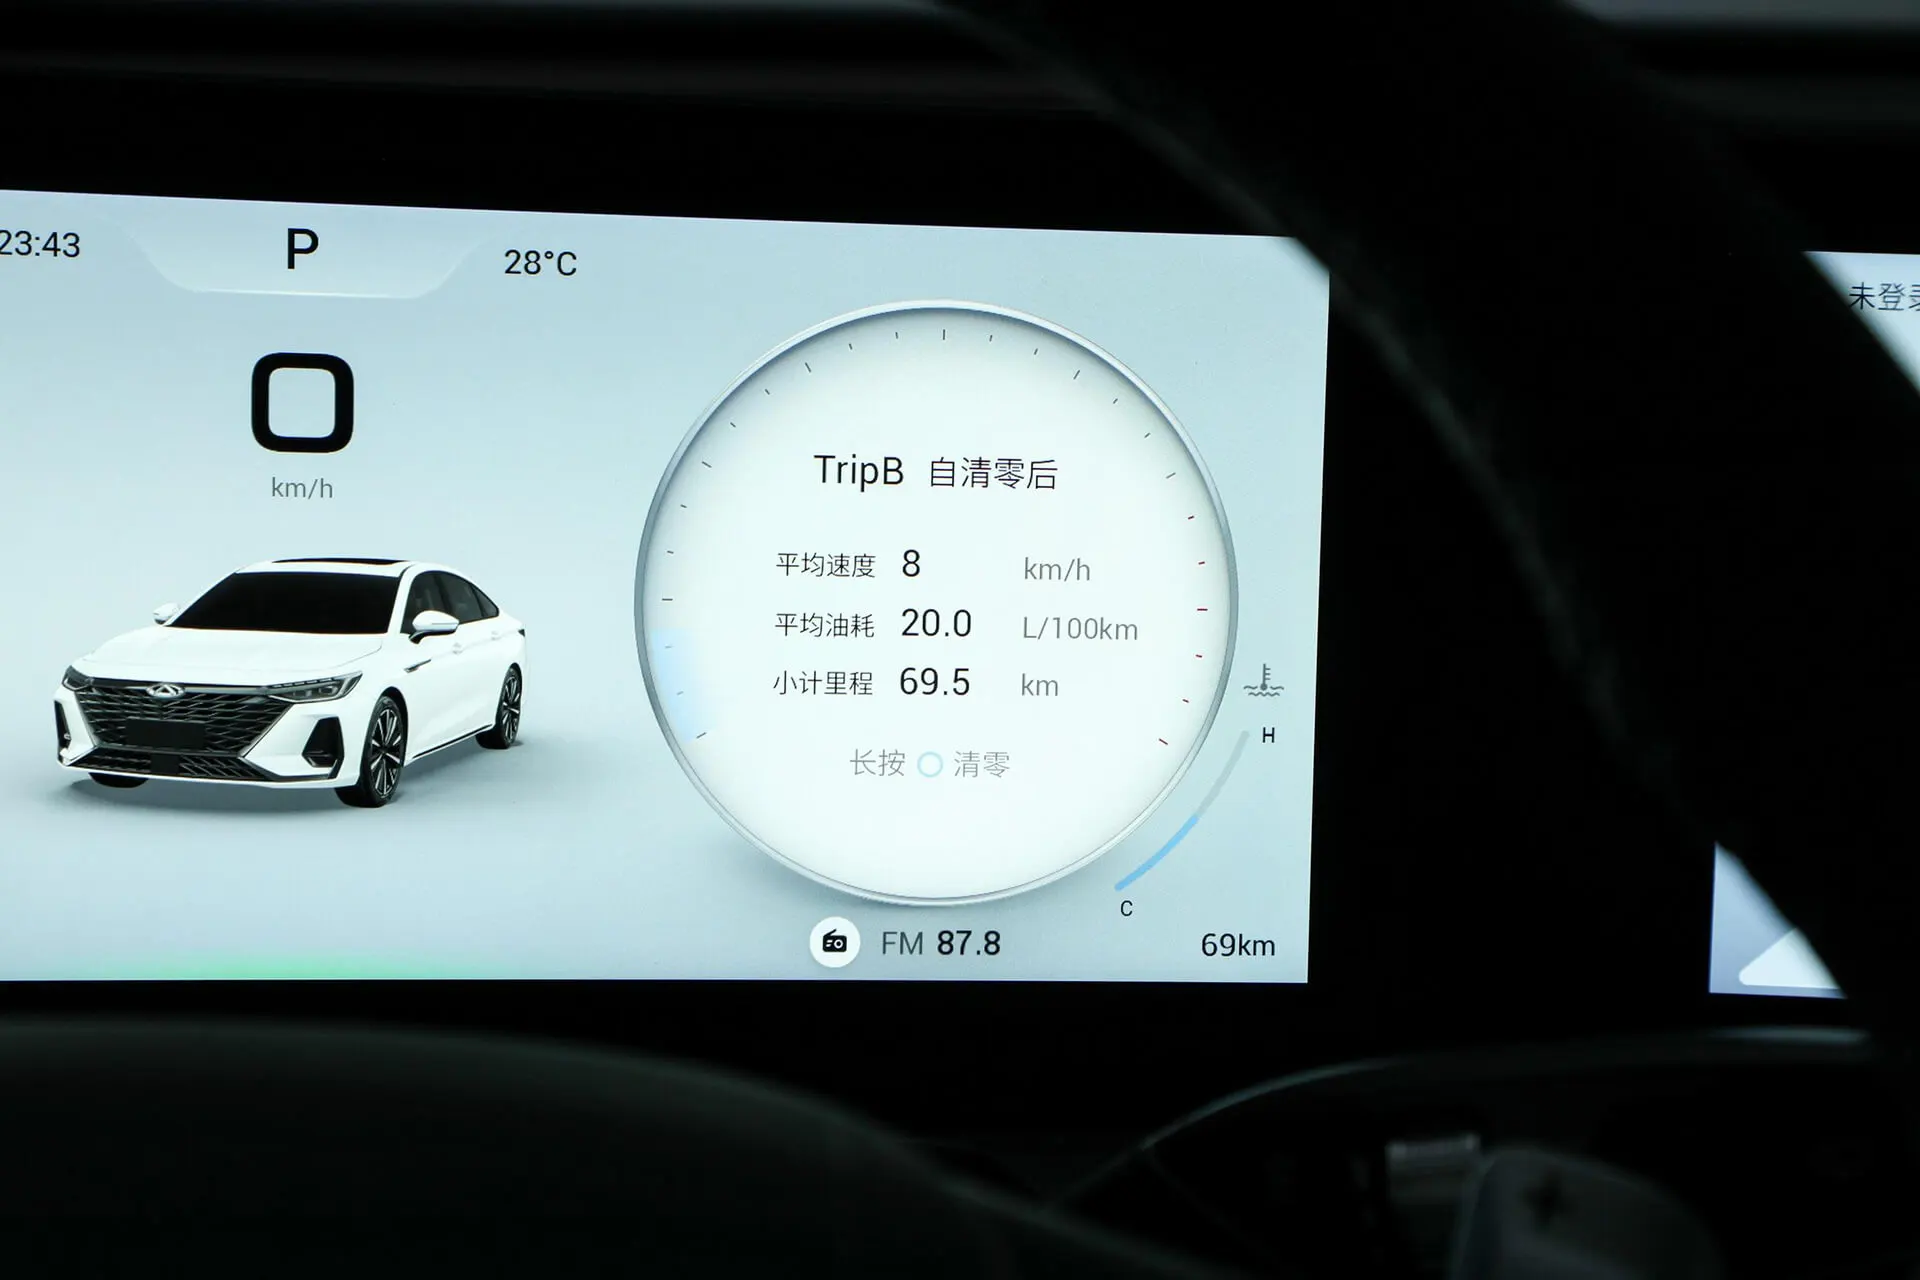 23:43
P
28°C
0
km/h
TripB 自清零后
平均速度 8 km/h
平均油耗 20.0 L/100km
小计里程 69.5 km
长按 清零
H
C
FM 87.8
69km
未登录